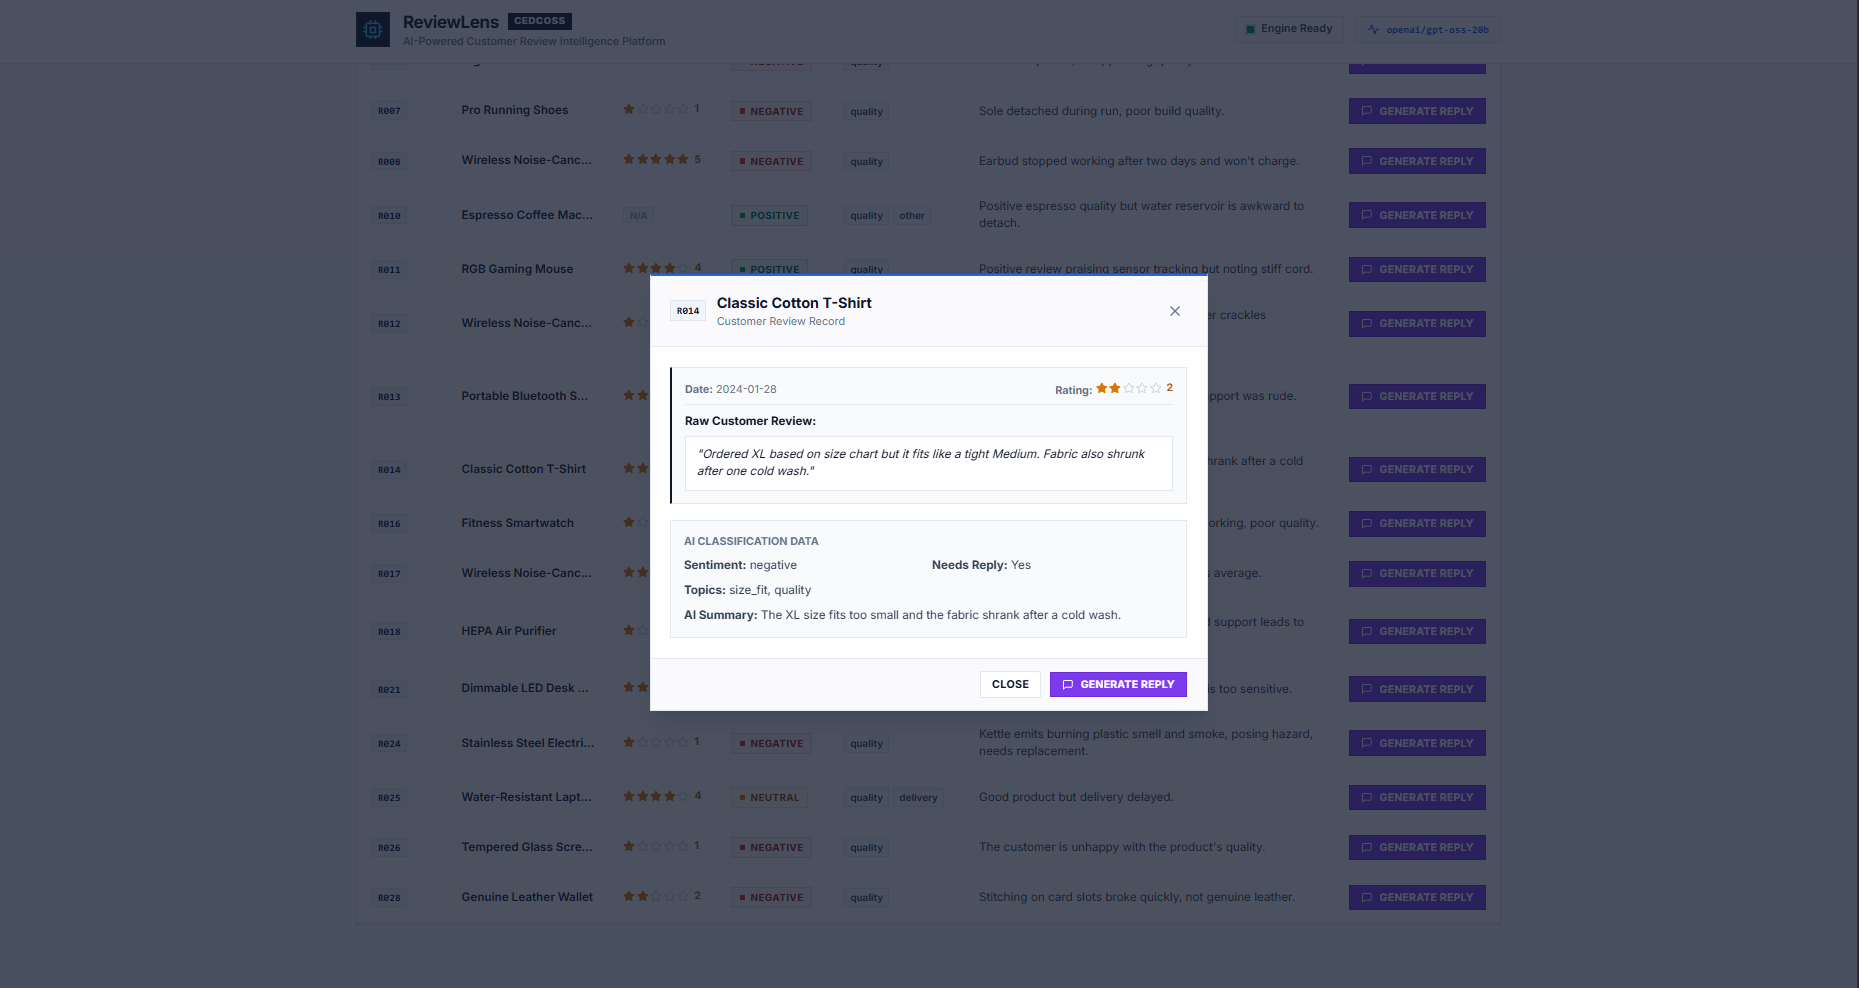 ReviewLens CEDCOSS
AI-Powered Customer Review Intelligence Platform
Engine Ready
openai/gpt-oss-20b
R007 Pro Running Shoes 1 NEGATIVE quality Sole detached during run, poor build quality. GENERATE REPLY
R008 Wireless Noise-Canc... 5 NEGATIVE quality Earbud stopped working after two days and won't charge. GENERATE REPLY
R010 Espresso Coffee Mac... N/A POSITIVE quality other Positive espresso quality but water reservoir is awkward to
detach.
GENERATE REPLY
R011 RGB Gaming Mouse 4 POSITIVE quality Positive review praising sensor tracking but noting stiff cord. GENERATE REPLY
R012 Wireless Noise-Canc... crackles GENERATE REPLY
R013 Portable Bluetooth S... was rude. GENERATE REPLY
R014 Classic Cotton T-Shirt after a cold GENERATE REPLY
R016 Fitness Smartwatch poor quality. GENERATE REPLY
R017 Wireless Noise-Canc... average. GENERATE REPLY
R018 HEPA Air Purifier support leads to GENERATE REPLY
R021 Dimmable LED Desk ... is too sensitive. GENERATE REPLY
R024 Stainless Steel Electri... 1 NEGATIVE quality Kettle emits burning plastic smell and smoke, posing hazard,
needs replacement.
GENERATE REPLY
R025 Water-Resistant Lapt... 4 NEUTRAL quality delivery Good product but delivery delayed. GENERATE REPLY
R026 Tempered Glass Scre... 1 NEGATIVE quality The customer is unhappy with the product's quality. GENERATE REPLY
R028 Genuine Leather Wallet 2 NEGATIVE quality Stitching on card slots broke quickly, not genuine leather. GENERATE REPLY
R014 Classic Cotton T-Shirt
Customer Review Record
Date: 2024-01-28 Rating: 2
Raw Customer Review:
"Ordered XL based on size chart but it fits like a tight Medium. Fabric also shrunk
after one cold wash."
AI CLASSIFICATION DATA
Sentiment: negative Needs Reply: Yes
Topics: size_fit, quality
AI Summary: The XL size fits too small and the fabric shrank after a cold wash.
CLOSE GENERATE REPLY